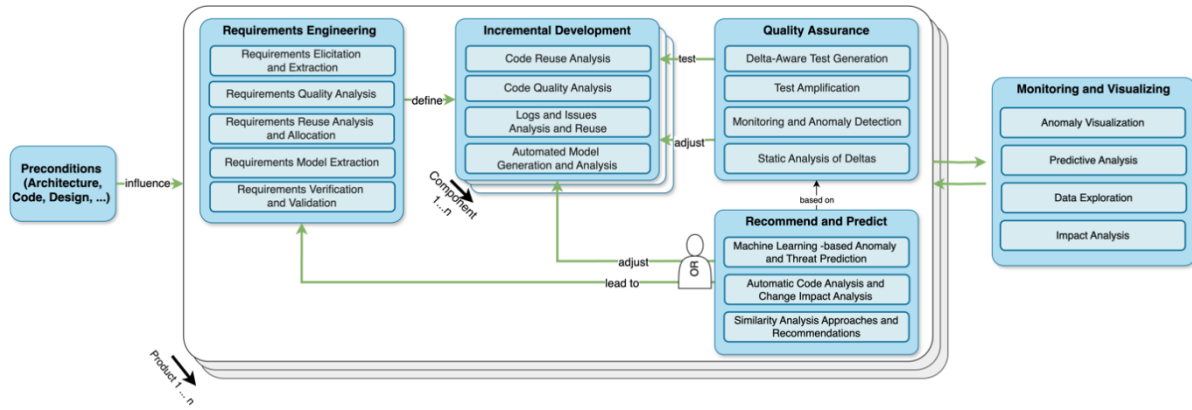 Preconditions
(Architecture,
Code, Design, ...)
influence
Requirements Engineering
Requirements Elicitation
and Extraction
Requirements Quality Analysis
Requirements Reuse Analysis
and Allocation
Requirements Model Extraction
Requirements Verification
and Validation
define
Incremental Development
Code Reuse Analysis
Code Quality Analysis
Logs and Issues
Analysis and Reuse
Automated Model
Generation and Analysis
Component
1...n
test
adjust
Quality Assurance
Delta-Aware Test Generation
Test Amplification
Monitoring and Anomaly Detection
Static Analysis of Deltas
based on
Recommend and Predict
Machine Learning -based Anomaly
and Threat Prediction
Automatic Code Analysis and
Change Impact Analysis
Similarity Analysis Approaches and
Recommendations
OR
adjust
lead to
Product 1 ... n
Monitoring and Visualizing
Anomaly Visualization
Predictive Analysis
Data Exploration
Impact Analysis